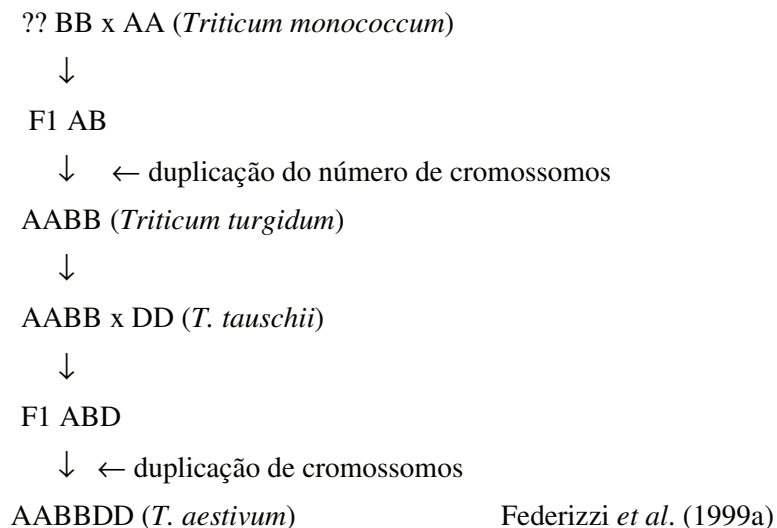 ?? BB x AA (Triticum monococcum)
↓
F1 AB
↓ ← duplicação do número de cromossomos
AABB (Triticum turgidum)
↓
AABB x DD (T. tauschii)
↓
F1 ABD
↓ ← duplicação de cromossomos
AABBDD (T. aestivum) Federizzi et al. (1999a)